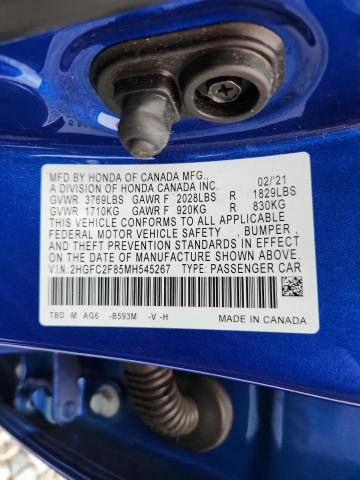 MFD.BY HONDA OF CANADA MFG., 02/'21
A DIVISION OF HONDA CANADA INC.
GVWR 3769LBS GAWR F 2028LBS R 1829LBS
GVWR 1710KG GAWR F 920KG R 830KG
THIS VEHICLE CONFORMS TO ALL APPLICABLE
FEDERAL MOTOR VEHICLE SAFETY , BUMPER ,
AND THEFT PREVENTION STANDARDS IN EFFECT
ON THE DATE OF MANUFACTURE SHOWN ABOVE.
V.I.N.:2HGFC2F85MH545267 TYPE: PASSENGER CAR
TBD M AG6 -B593M -V -H
MADE IN CANADA